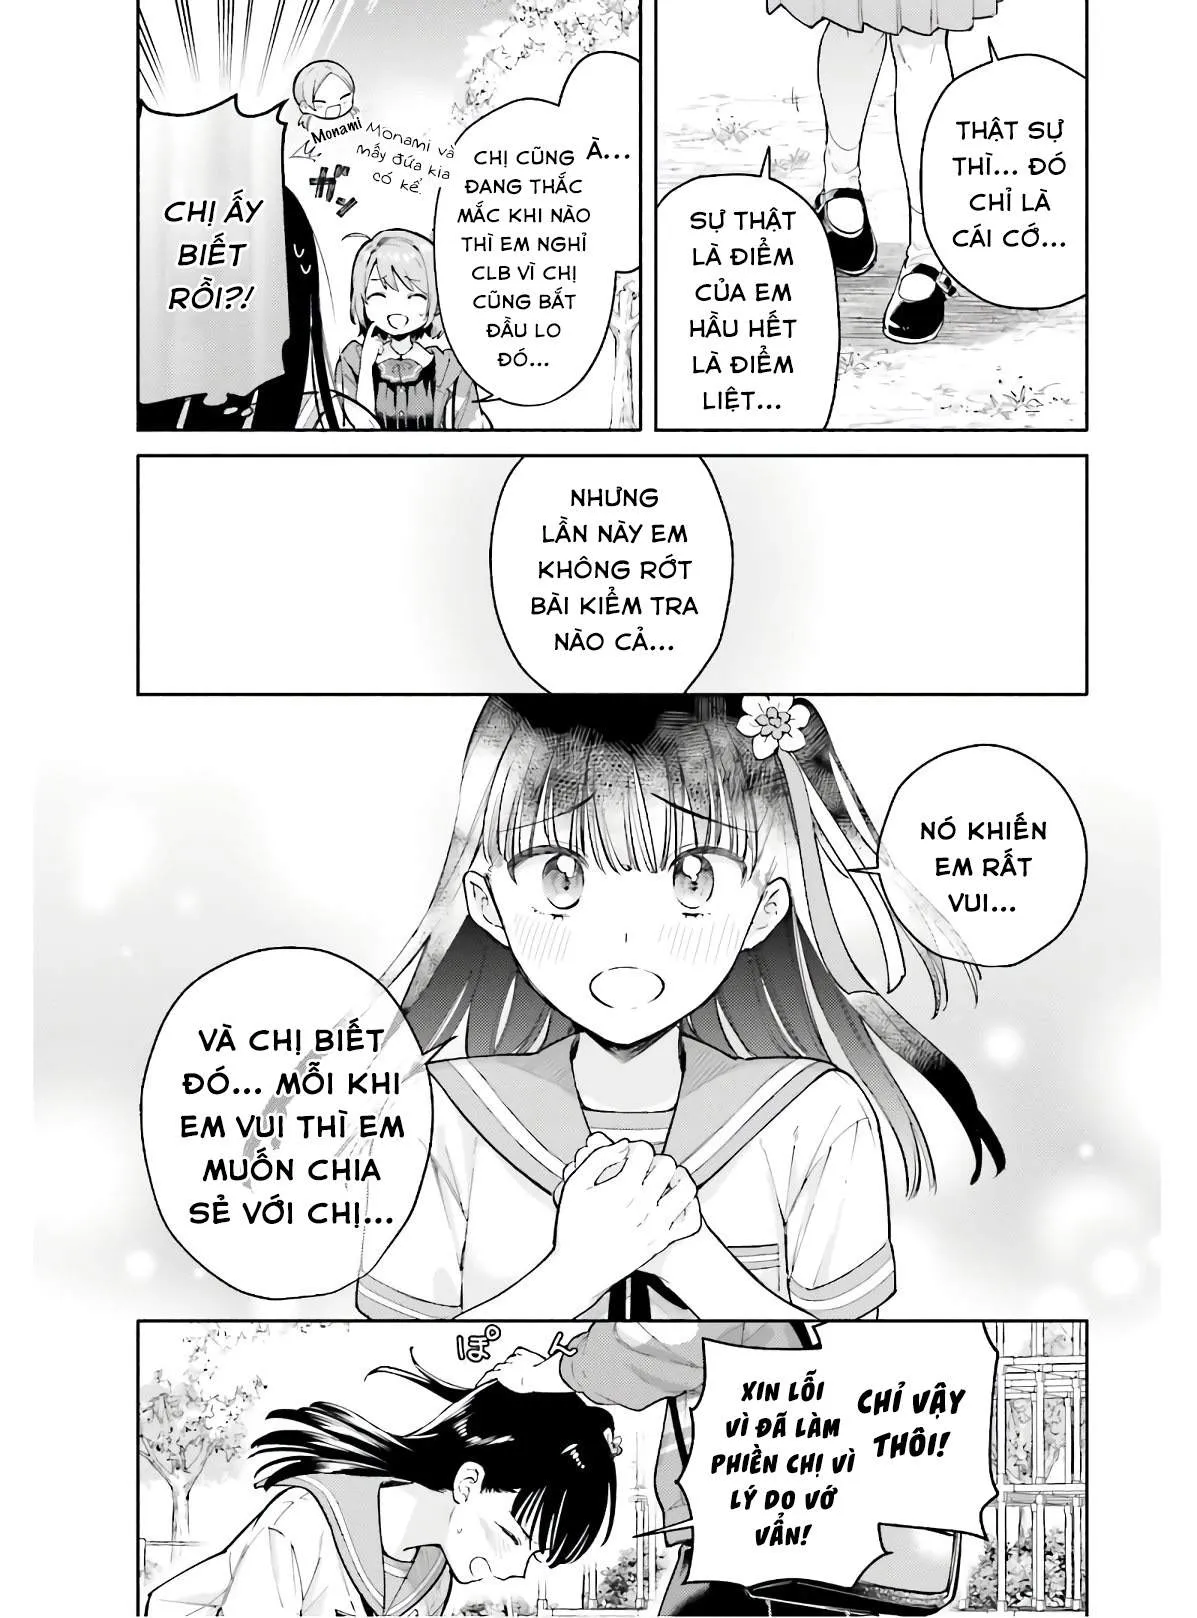 THẬT SỰ
THÌ... ĐÓ
CHỈ LÀ
CÁI CỚ...
SỰ THẬT
LÀ ĐIỂM
CỦA EM
HẦU HẾT
LÀ ĐIỂM
LIỆT...
À...
CHỊ CŨNG
ĐANG THẮC
MẮC KHI NÀO
THÌ EM NGHỈ
CLB VÌ CHỊ
CŨNG BẮT
ĐẦU LO
ĐÓ...
Monami
Monami và
mấy đứa kia
có kể.
ガーン
CHỊ ẤY
BIẾT
RỒI?!
NHƯNG
LẦN NÀY EM
KHÔNG RỚT
BÀI KIỂM TRA
NÀO CẢ...
NÓ KHIẾN
EM RẤT
VUI...
VÀ CHỊ BIẾT
ĐÓ... MỖI KHI
EM VUI THÌ EM
MUỐN CHIA
SẺ VỚI CHỊ...
CHỈ VẬY
THÔI!
XIN LỖI
VÌ ĐÃ LÀM
PHIỀN CHỊ VÌ
LÝ DO VỚ
VẨN!
ぽん